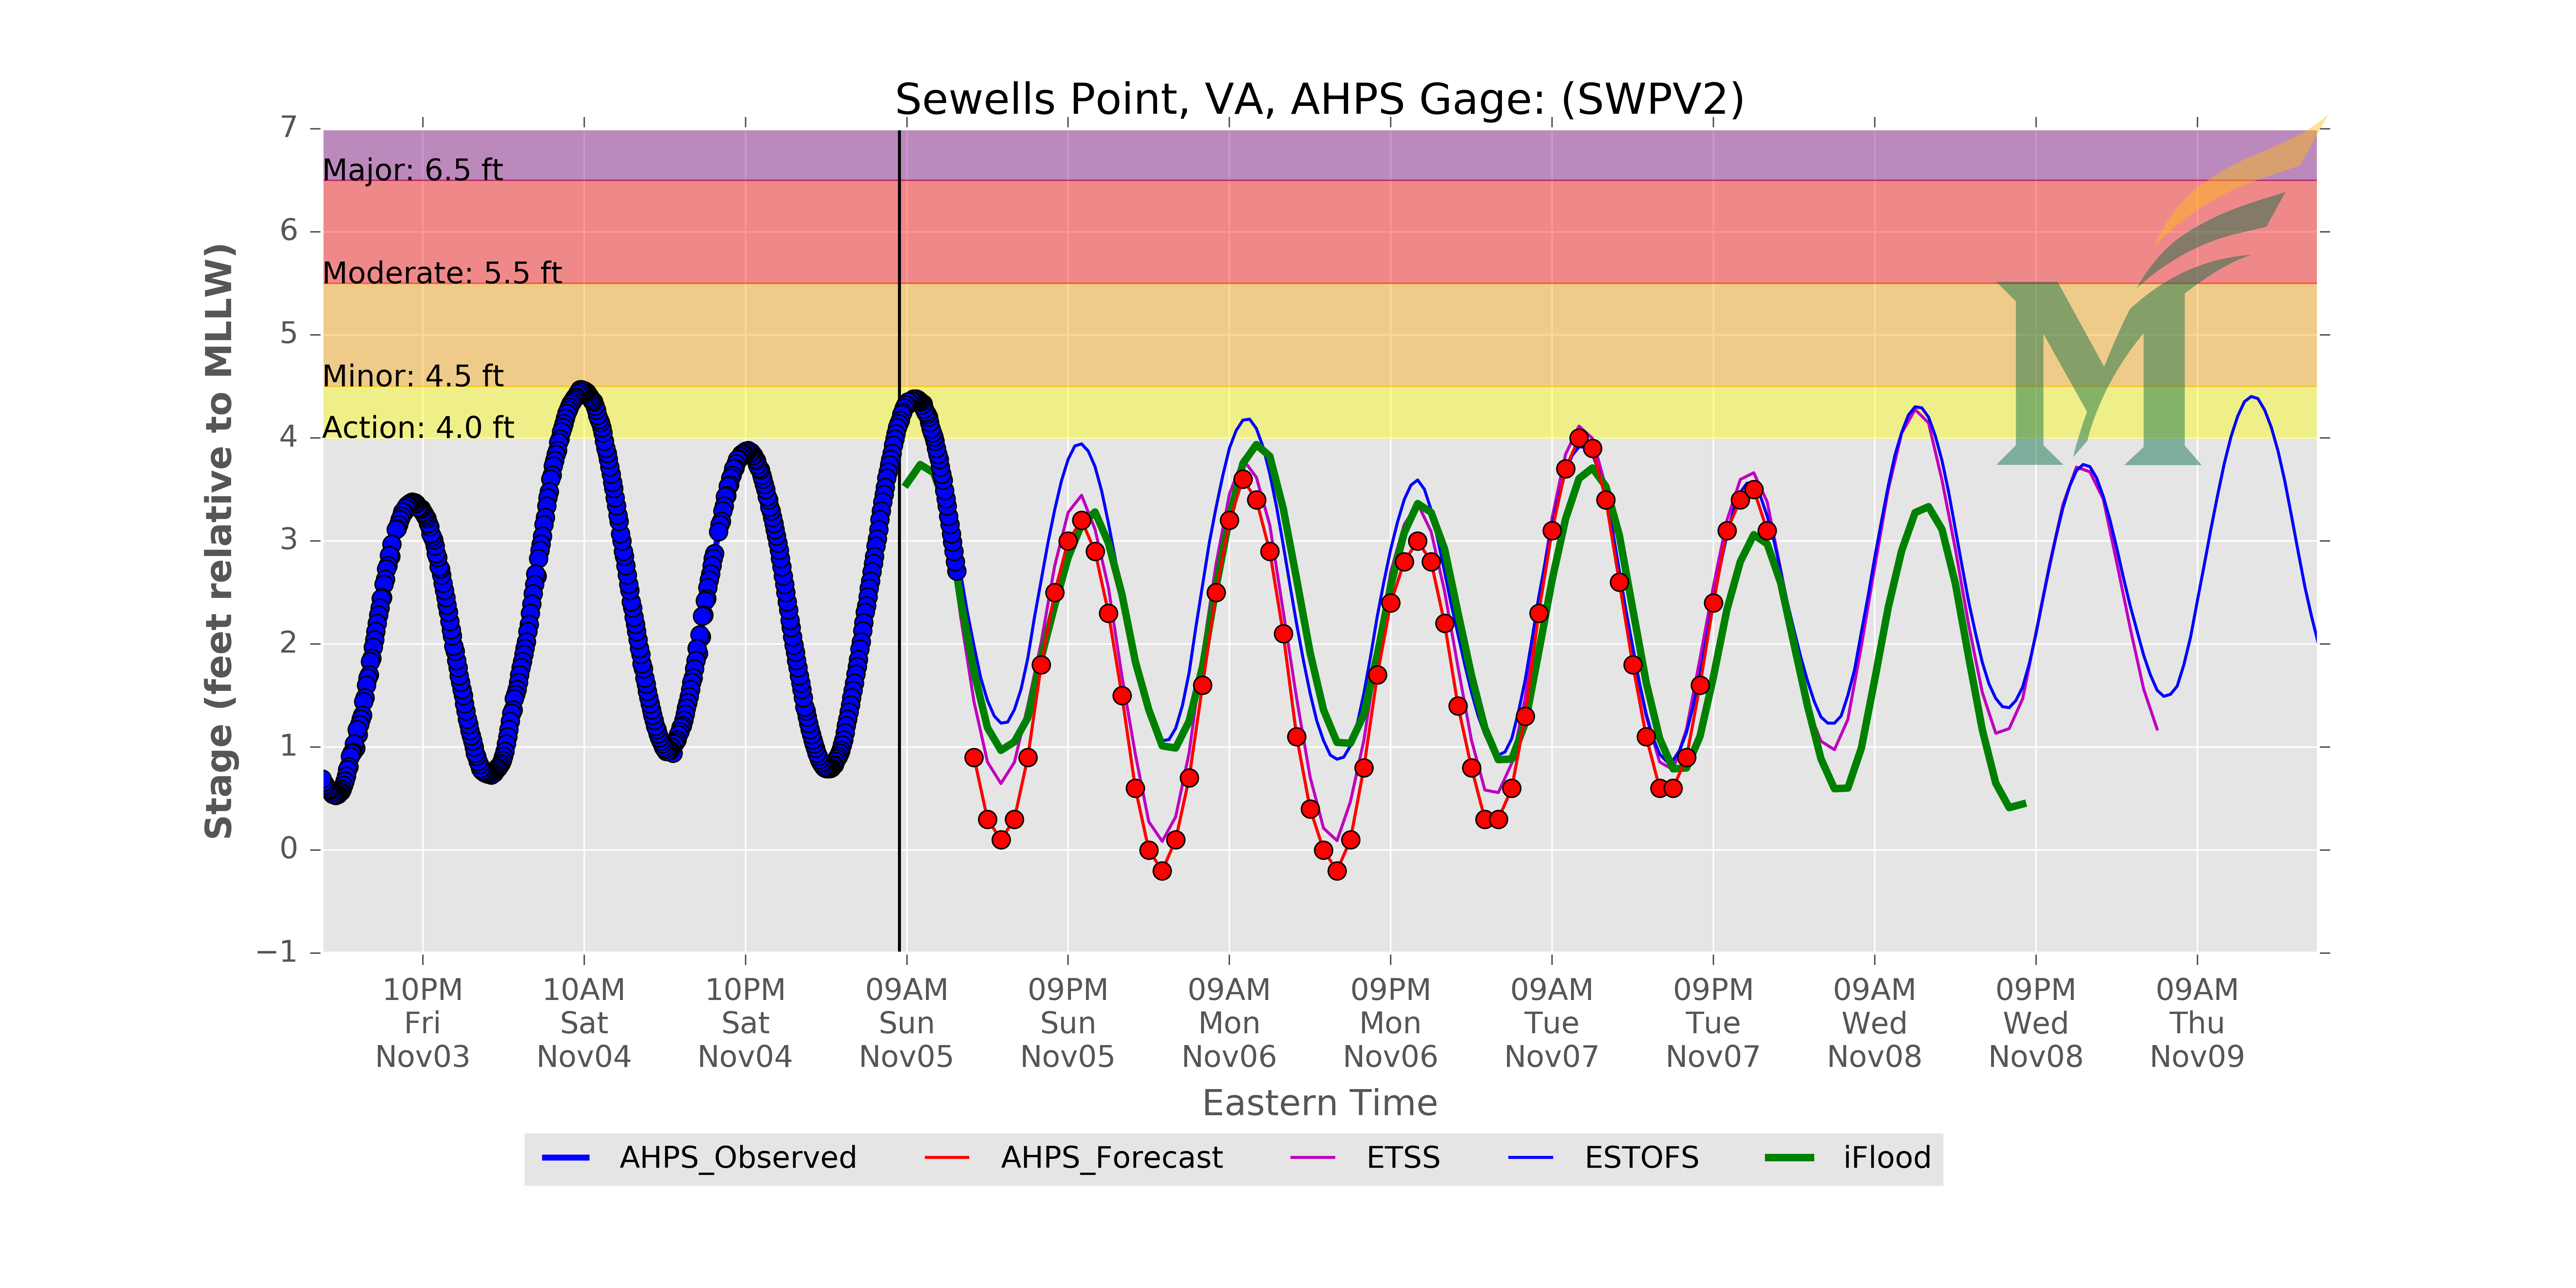 Sewells Point, VA, AHPS Gage: (SWPV2)
Stage (feet relative to MLLW)
7
6
5
4
3
2
1
0
−1
Major: 6.5 ft
Moderate: 5.5 ft
Minor: 4.5 ft
Action: 4.0 ft
M
10PM 10AM 10PM 09AM 09PM 09AM 09PM 09AM 09PM 09AM 09PM 09AM
Fri Sat Sat Sun Sun Mon Mon Tue Tue Wed Wed Thu
Nov03 Nov04 Nov04 Nov05 Nov05 Nov06 Nov06 Nov07 Nov07 Nov08 Nov08 Nov09
Eastern Time
AHPS_Observed AHPS_Forecast ETSS ESTOFS iFlood